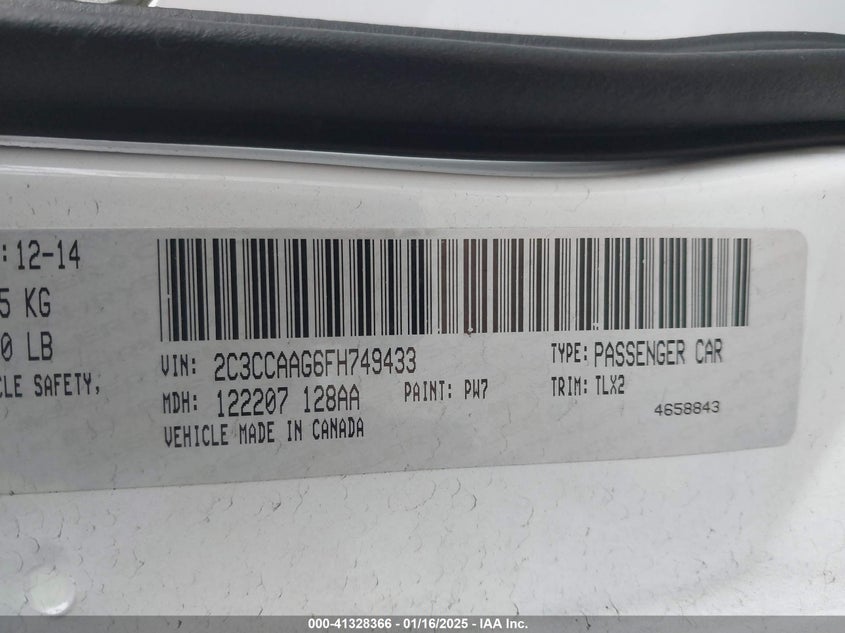 : 12-14
5 KG
0 LB
CLE SAFETY,
VIN: 2C3CCAAG6FH749433
TYPE: PASSENGER CAR
MDH: 122207 128AA
PAINT: PW7
TRIM: TLX2
4658843
VEHICLE MADE IN CANADA
000-41328366 - 01/16/2025 - IAA Inc.